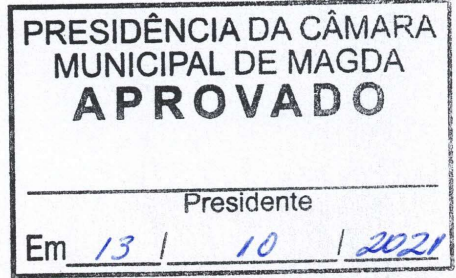 PRESIDÊNCIA DA CÂMARA
MUNICIPAL DE MAGDA
APROVADO
Presidente
Em 13 / 10 / 2021